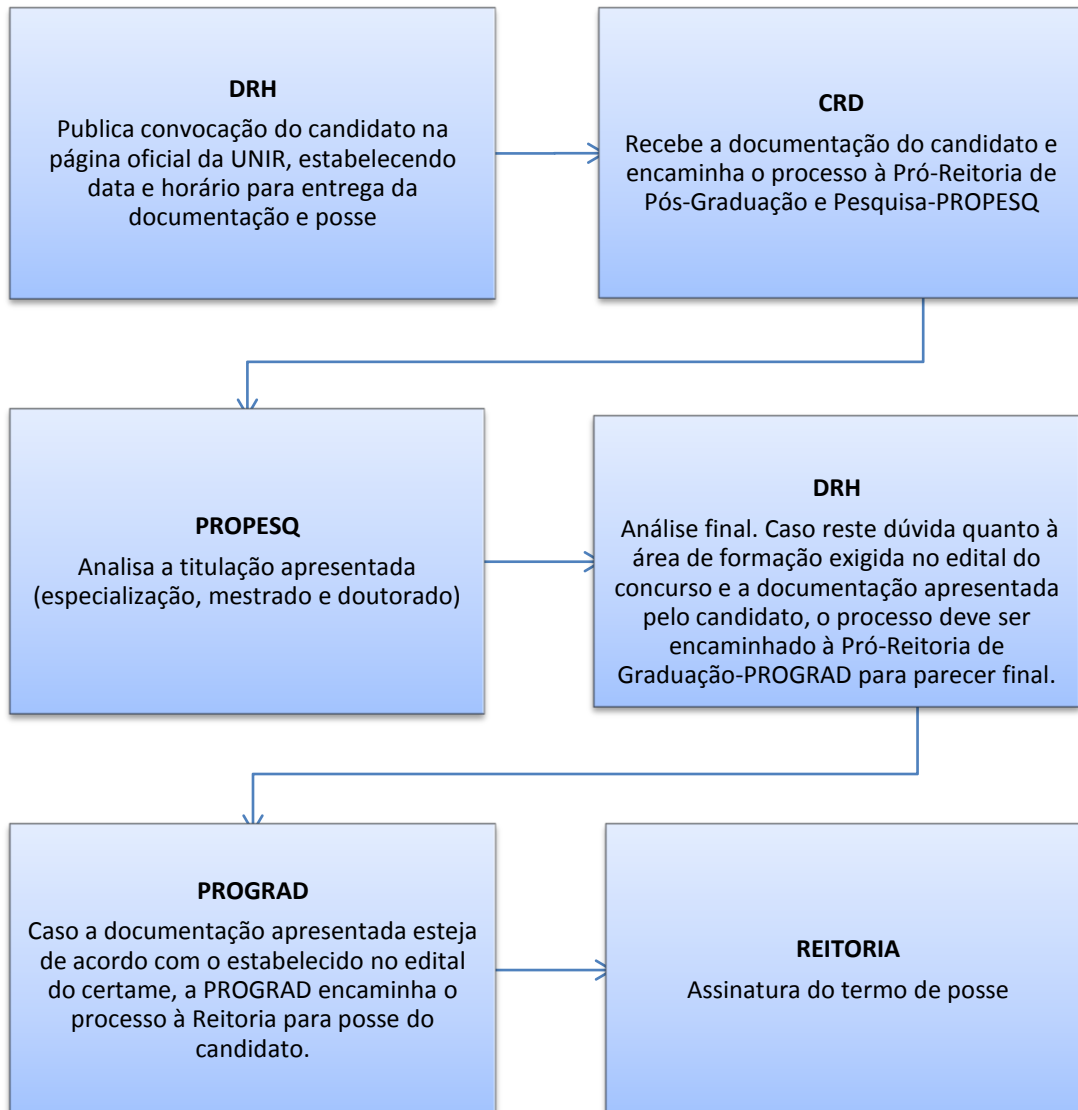 DRH
Publica convocação do candidato na
página oficial da UNIR, estabelecendo
data e horário para entrega da
documentação e posse
CRD
Recebe a documentação do candidato e
encaminha o processo à Pró-Reitoria de
Pós-Graduação e Pesquisa-PROPESQ
PROPESQ
Analisa a titulação apresentada
(especialização, mestrado e doutorado)
DRH
Análise final. Caso reste dúvida quanto à
área de formação exigida no edital do
concurso e a documentação apresentada
pelo candidato, o processo deve ser
encaminhado à Pró-Reitoria de
Graduação-PROGRAD para parecer final.
PROGRAD
Caso a documentação apresentada esteja
de acordo com o estabelecido no edital
do certame, a PROGRAD encaminha o
processo à Reitoria para posse do
candidato.
REITORIA
Assinatura do termo de posse